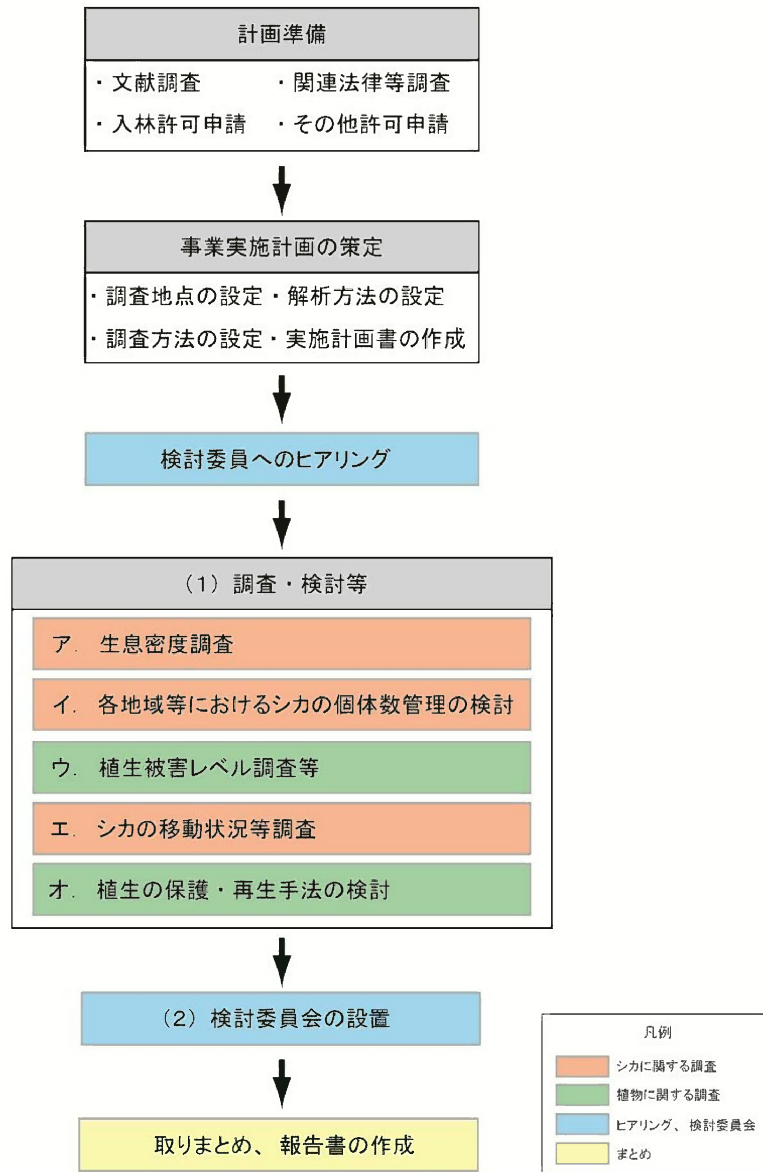 計画準備
・文献調査 ・関連法律等調査
・入林許可申請 ・その他許可申請
事業実施計画の策定
・調査地点の設定・解析方法の設定
・調査方法の設定・実施計画書の作成
検討委員へのヒアリング
（1）調査・検討等
ア. 生息密度調査
イ. 各地域等におけるシカの個体数管理の検討
ウ. 植生被害レベル調査等
エ. シカの移動状況等調査
オ. 植生の保護・再生手法の検討
（2）検討委員会の設置
取りまとめ、報告書の作成
凡例
シカに関する調査
植物に関する調査
ヒアリング、検討委員会
まとめ